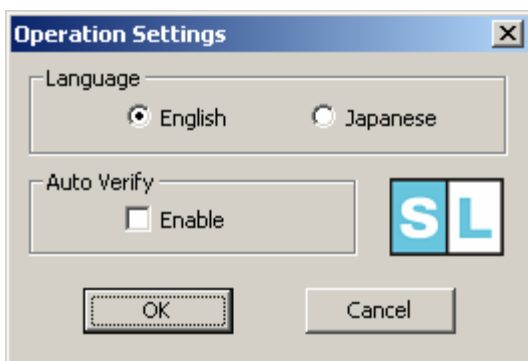 Operation Settings
Language
English Japanese
Auto Verify
Enable
SL
OK Cancel